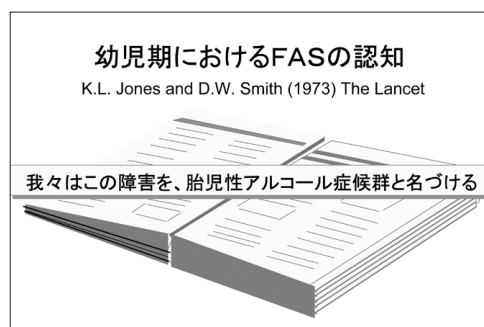 幼児期におけるFASの認知
K.L. Jones and D.W. Smith (1973) The Lancet
我々はこの障害を、胎児性アルコール症候群と名づける